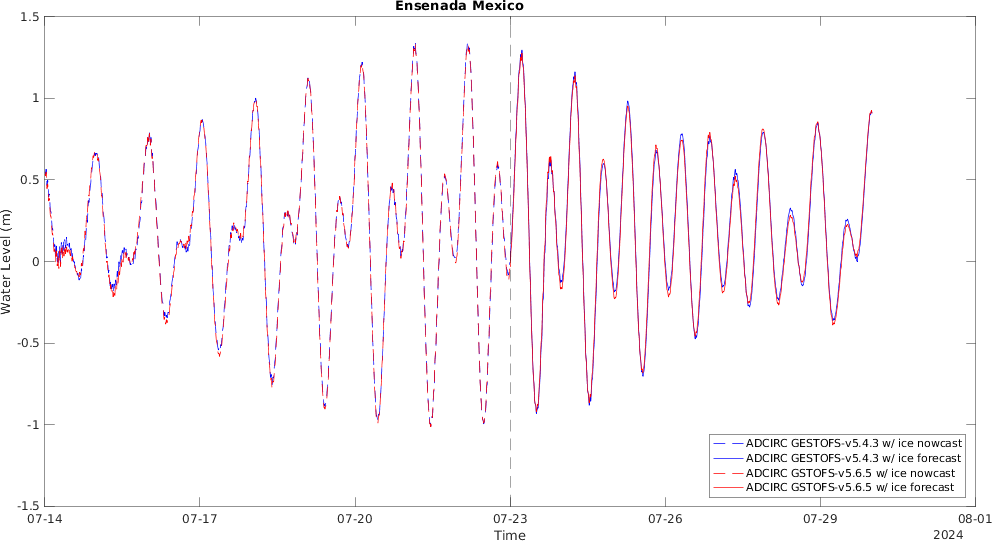 Ensenada Mexico
1.5
1
0.5
0
-0.5
-1
-1.5
Water Level (m)
07-14
07-17
07-20
07-23
07-26
07-29
08-01
Time
2024
ADCIRC GESTOFS-v5.4.3 w/ ice nowcast
ADCIRC GESTOFS-v5.4.3 w/ ice forecast
ADCIRC GSTOFS-v5.6.5 w/ ice nowcast
ADCIRC GSTOFS-v5.6.5 w/ ice forecast